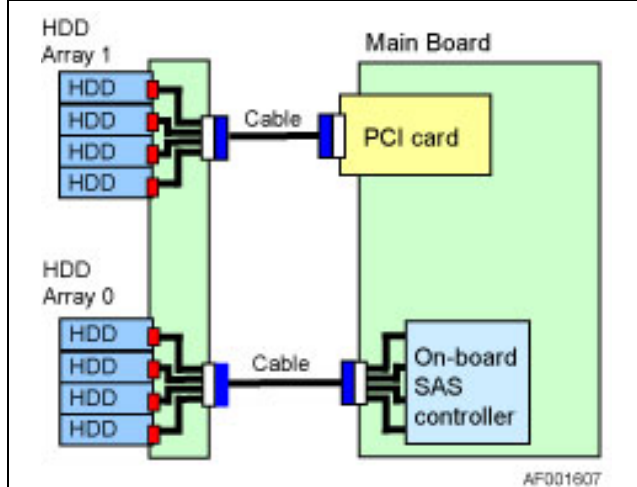 HDD
Array 1
HDD
HDD
HDD
HDD
Cable
Main Board
PCI card
HDD
Array 0
HDD
HDD
HDD
HDD
Cable
On-board
SAS
controller
AF001607